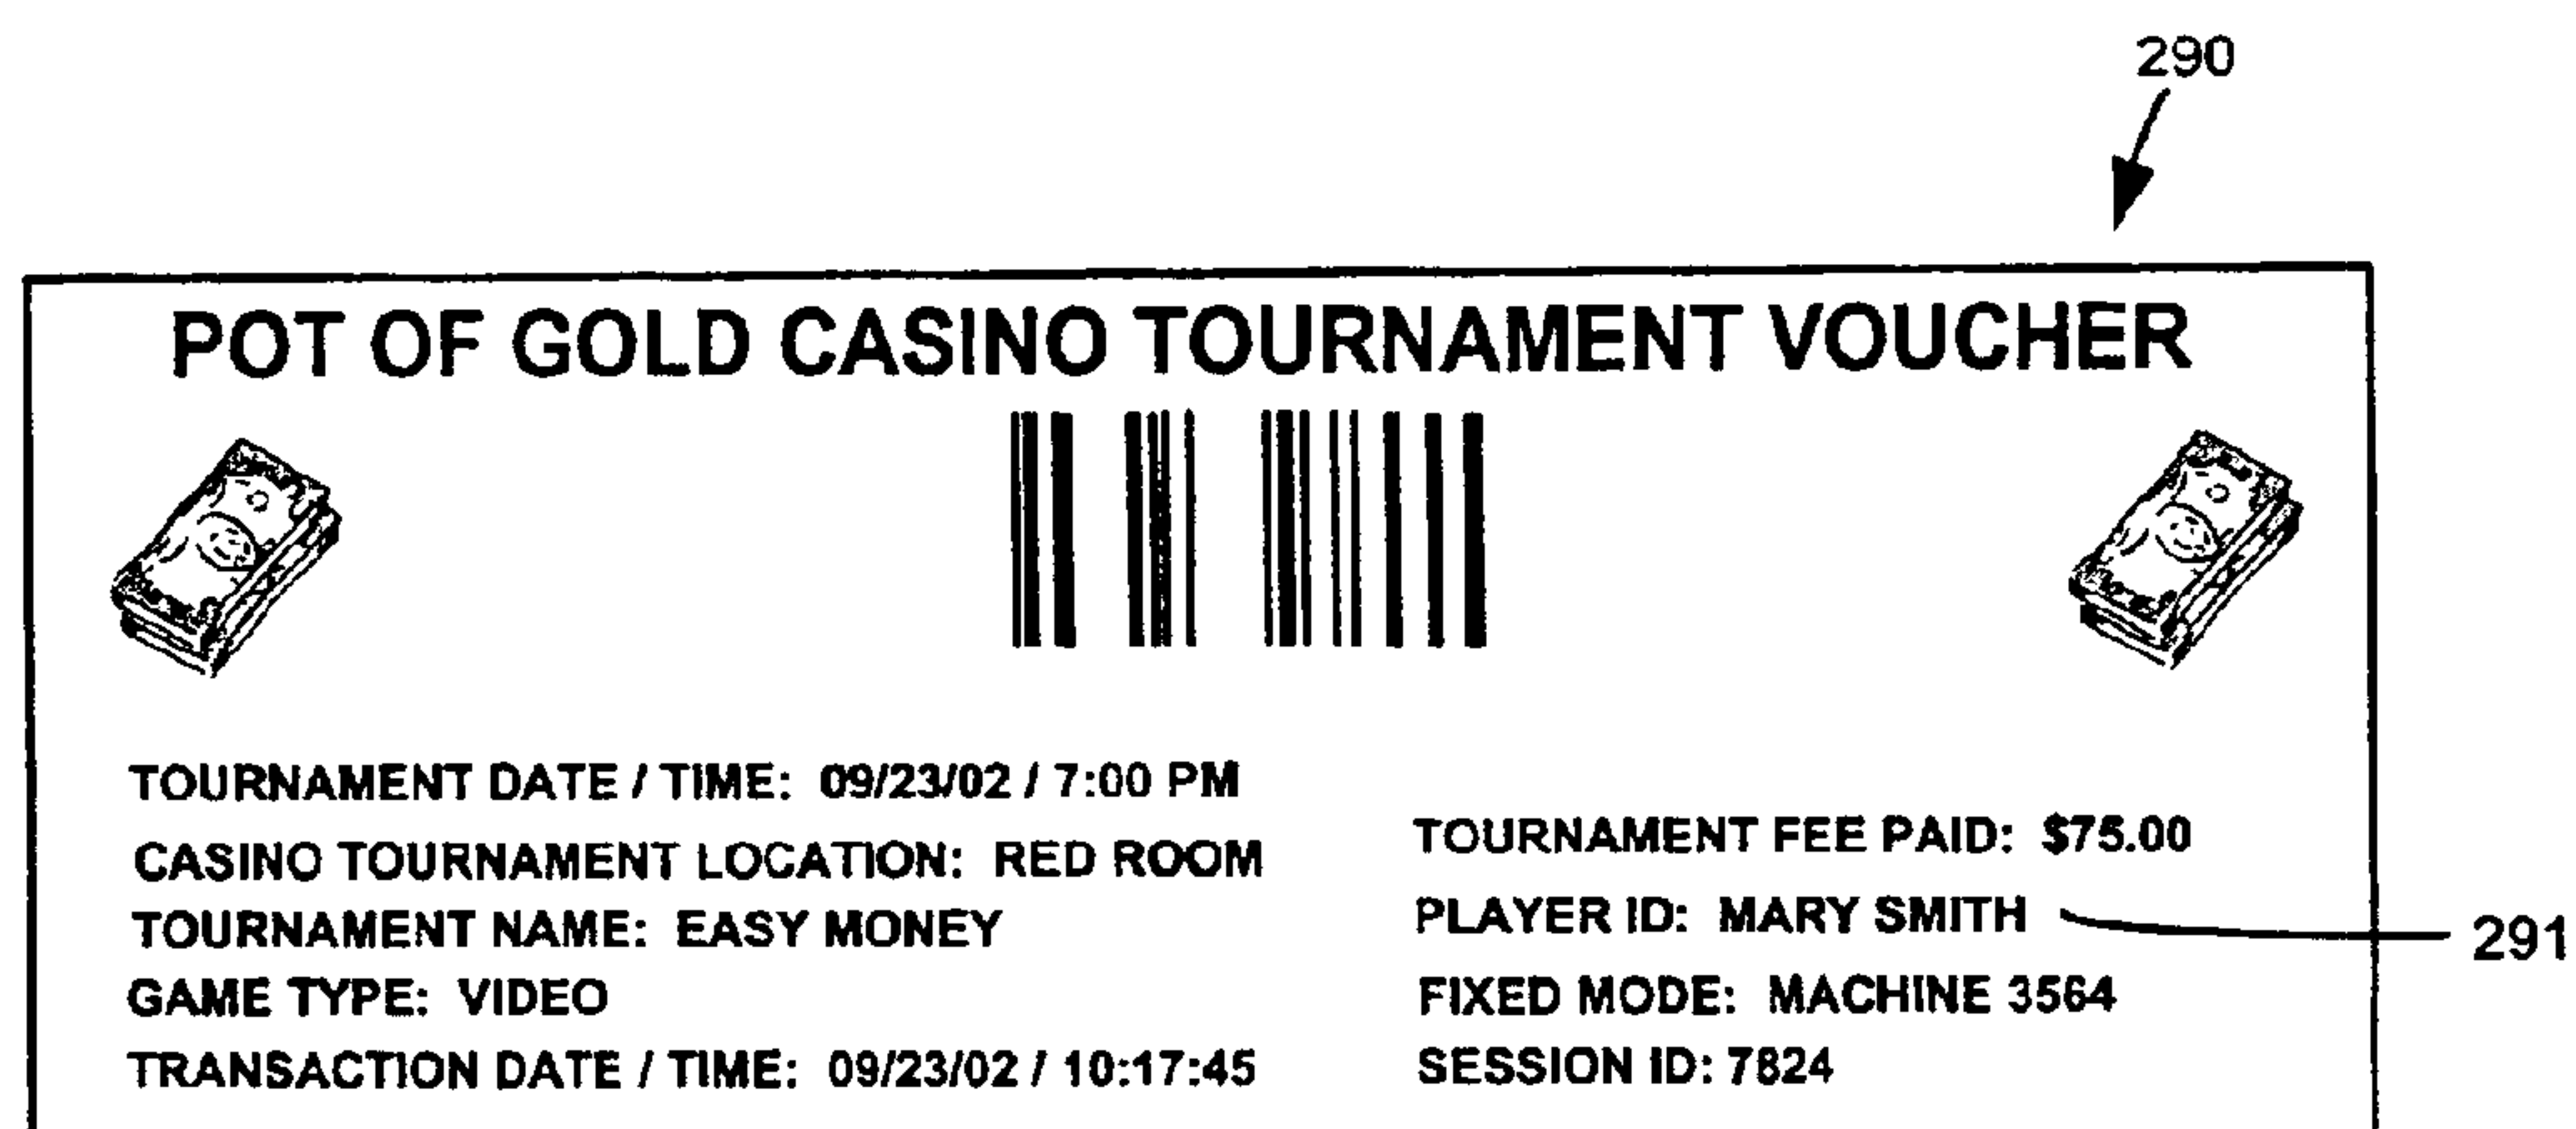 290
POT OF GOLD CASINO TOURNAMENT VOUCHER
TOURNAMENT DATE / TIME: 09/23/02 / 7:00 PM
CASINO TOURNAMENT LOCATION: RED ROOM
TOURNAMENT NAME: EASY MONEY
GAME TYPE: VIDEO
TRANSACTION DATE / TIME: 09/23/02 / 10:17:45
TOURNAMENT FEE PAID: $75.00
PLAYER ID: MARY SMITH
291
FIXED MODE: MACHINE 3564
SESSION ID: 7824